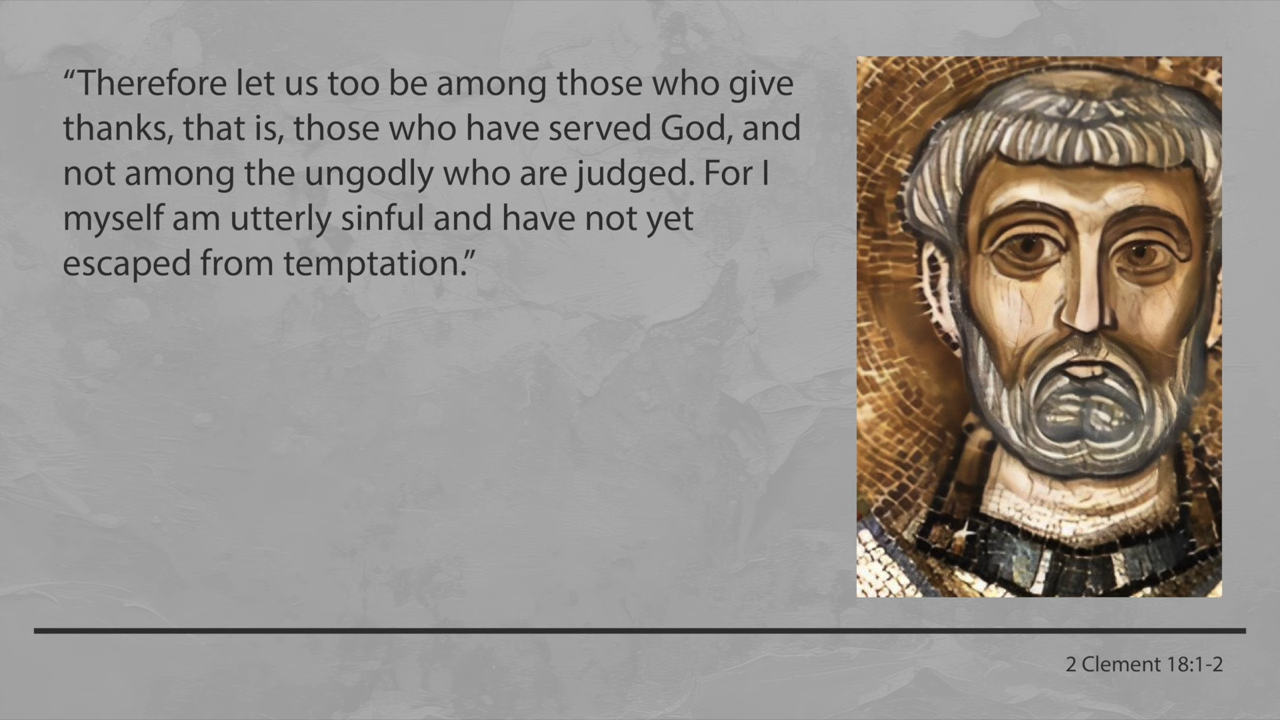 “Therefore let us too be among those who give
thanks, that is, those who have served God, and
not among the ungodly who are judged. For I
myself am utterly sinful and have not yet
escaped from temptation.”
2 Clement 18:1-2